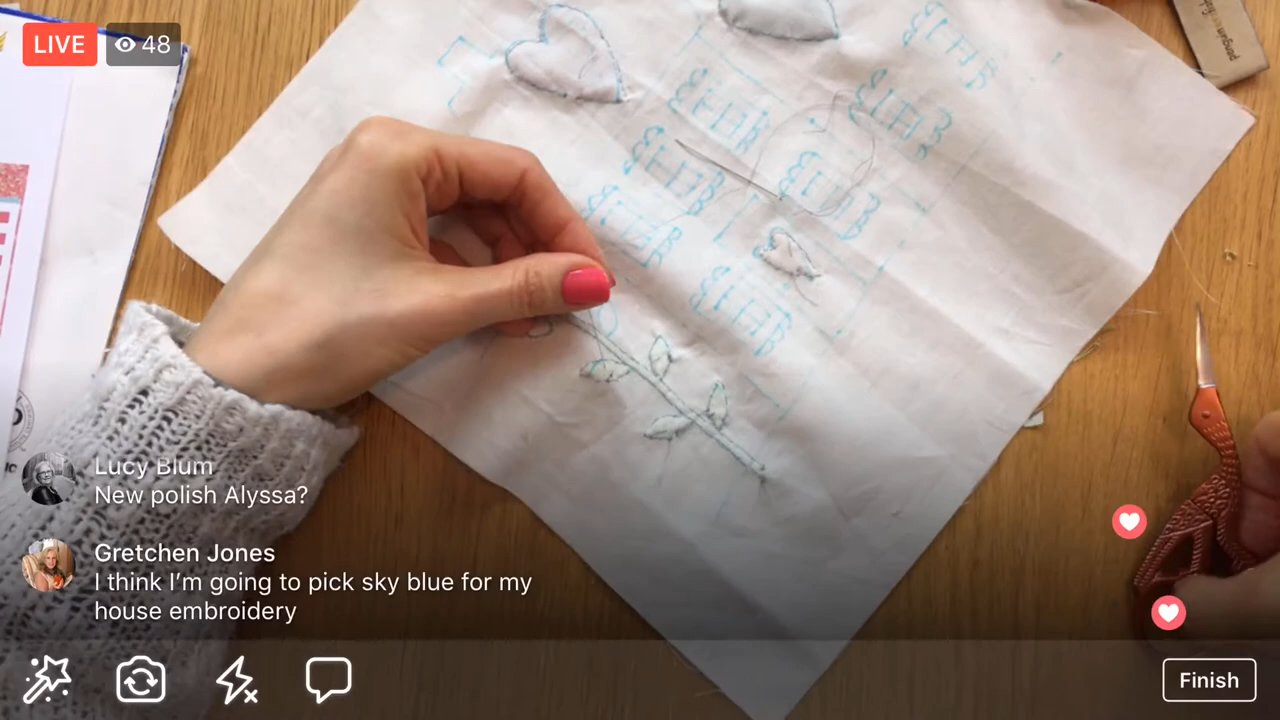 LIVE
48
Lucy Blum
New polish Alyssa?
Gretchen Jones
I think I’m going to pick sky blue for my
house embroidery
Finish